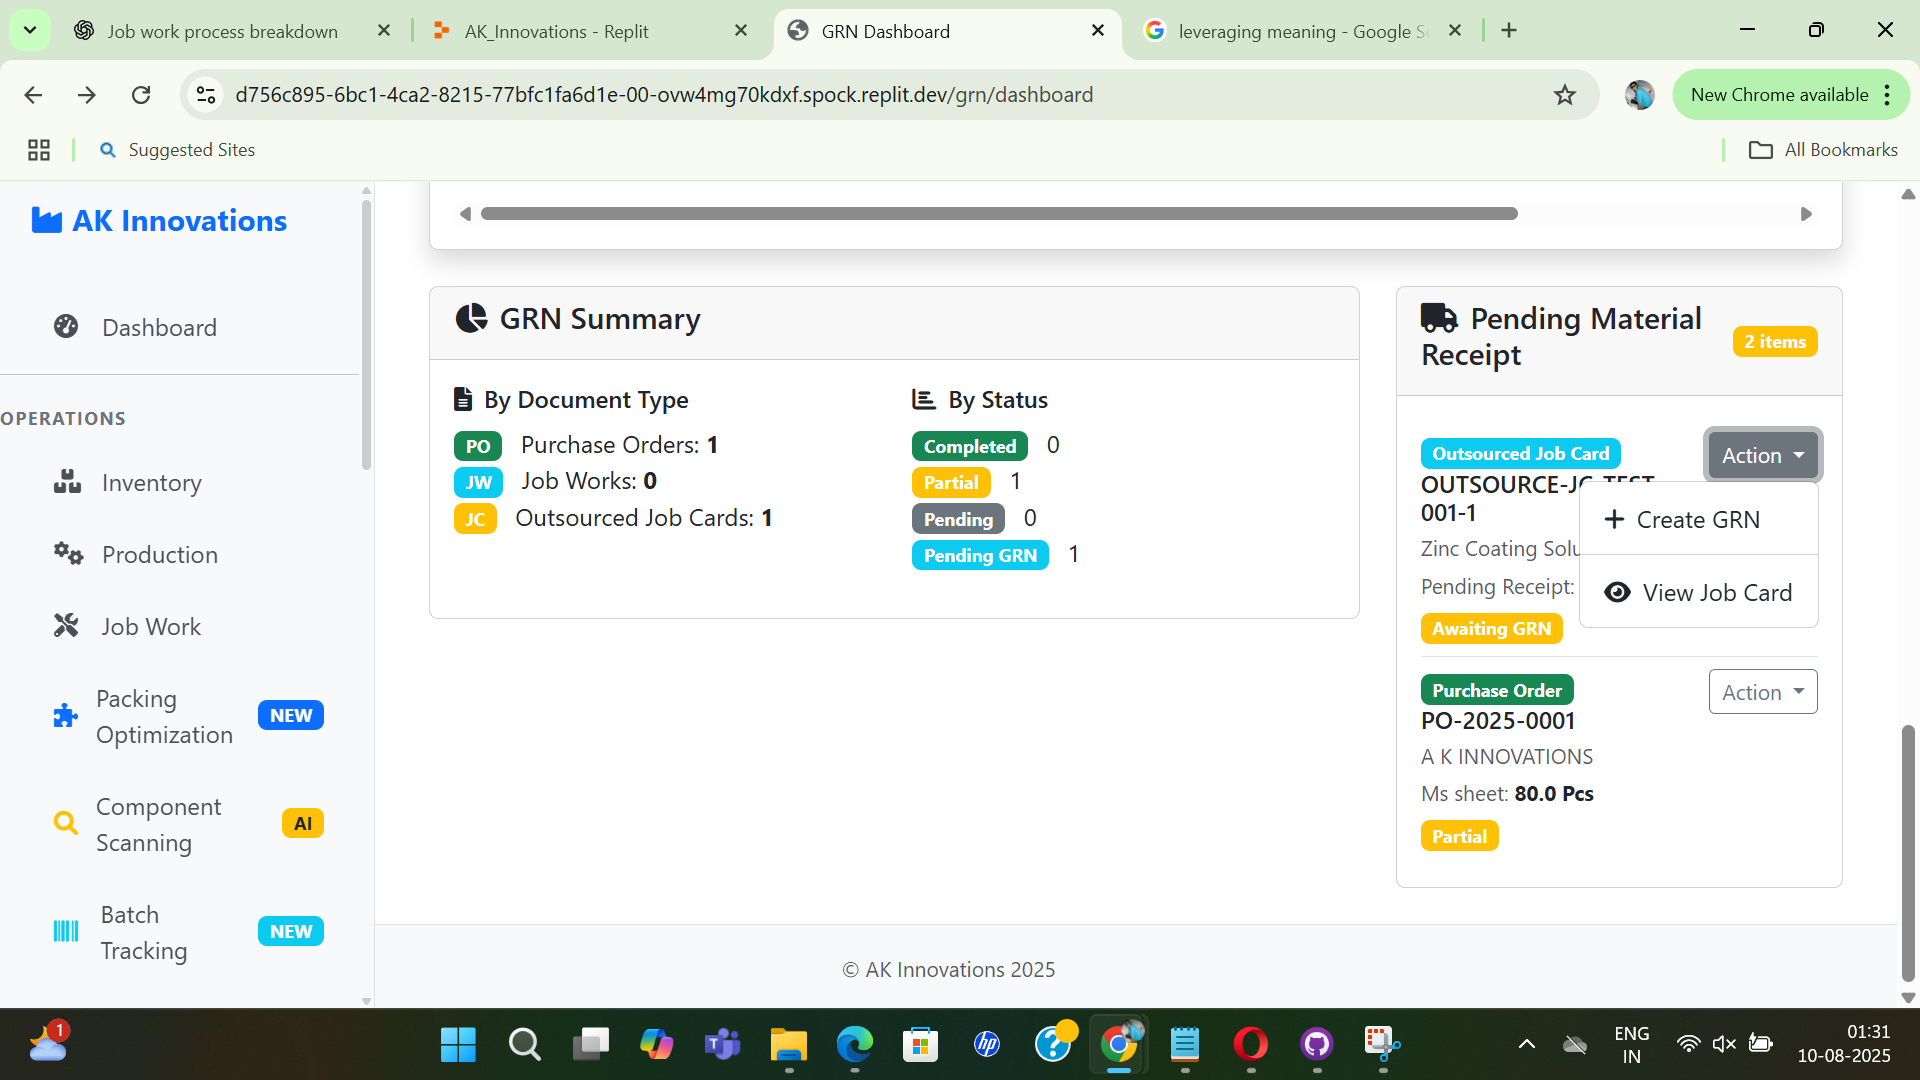 Job work process breakdown
AK_Innovations - Replit
GRN Dashboard
leveraging meaning - Google S
d756c895-6bc1-4ca2-8215-77bfc1fa6d1e-00-ovw4mg70kdxf.spock.replit.dev/grn/dashboard
New Chrome available
Suggested Sites
All Bookmarks
AK Innovations
Dashboard
OPERATIONS
Inventory
Production
Job Work
Packing
Optimization
NEW
Component
Scanning
AI
Batch
Tracking
NEW
GRN Summary
By Document Type
PO Purchase Orders: 1
JW Job Works: 0
JC Outsourced Job Cards: 1
By Status
Completed 0
Partial 1
Pending 0
Pending GRN 1
Pending Material
Receipt
2 items
Outsourced Job Card
Action
OUTSOURCE-JC-TEST-
001-1
Zinc Coating Solu
Pending Receipt:
Awaiting GRN
Create GRN
View Job Card
Purchase Order
Action
PO-2025-0001
A K INNOVATIONS
Ms sheet: 80.0 Pcs
Partial
© AK Innovations 2025
1
ENG
IN
01:31
10-08-2025